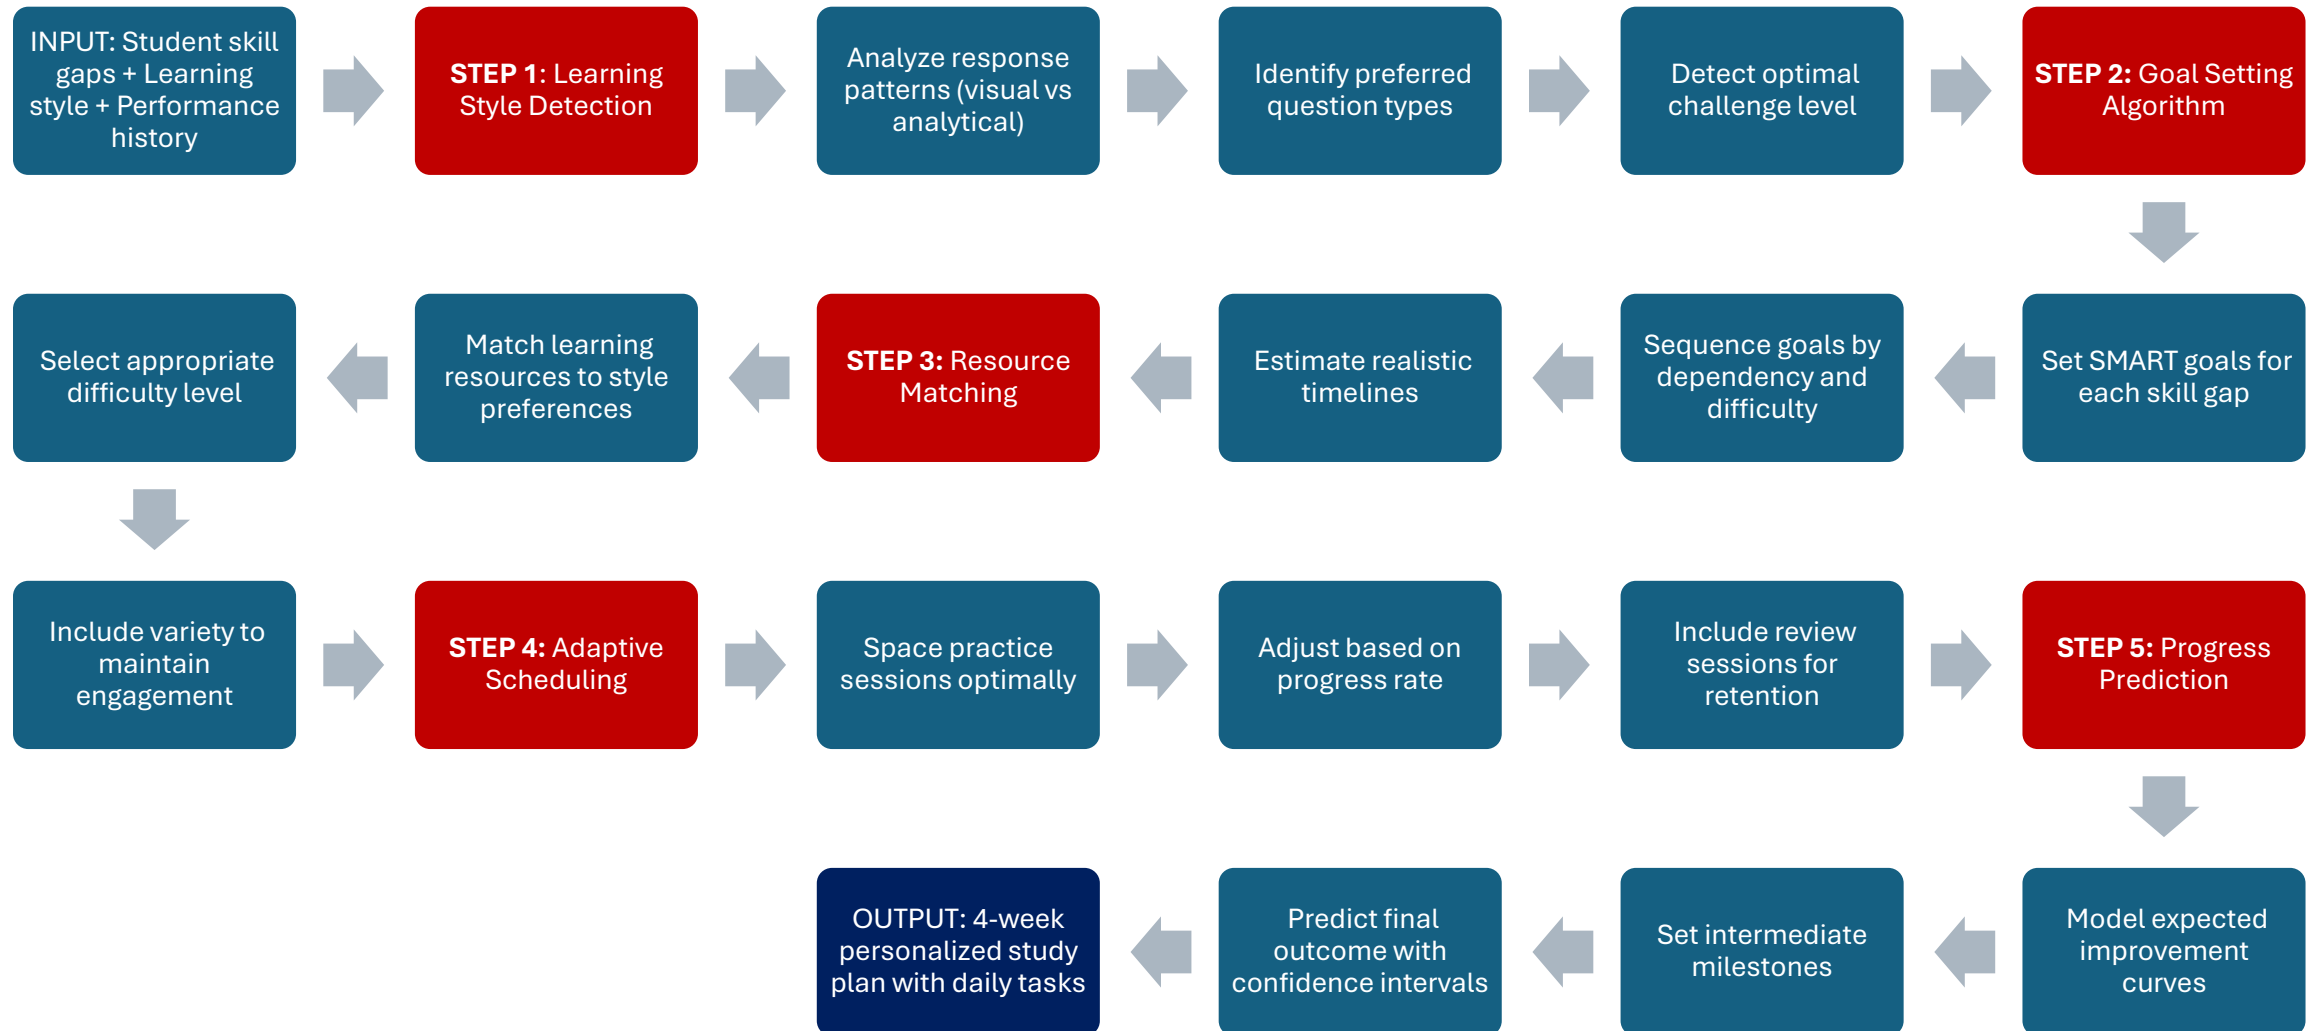 INPUT: Student skill
gaps + Learning
style + Performance
history
STEP 1: Learning
Style Detection
Analyze response
patterns (visual vs
analytical)
Identify preferred
question types
Detect optimal
challenge level
STEP 2: Goal Setting
Algorithm
Set SMART goals for
each skill gap
Sequence goals by
dependency and
difficulty
Estimate realistic
timelines
STEP 3: Resource
Matching
Match learning
resources to style
preferences
Select appropriate
difficulty level
Include variety to
maintain
engagement
STEP 4: Adaptive
Scheduling
Space practice
sessions optimally
Adjust based on
progress rate
Include review
sessions for
retention
STEP 5: Progress
Prediction
Model expected
improvement
curves
Set intermediate
milestones
Predict final
outcome with
confidence intervals
OUTPUT: 4-week
personalized study
plan with daily tasks